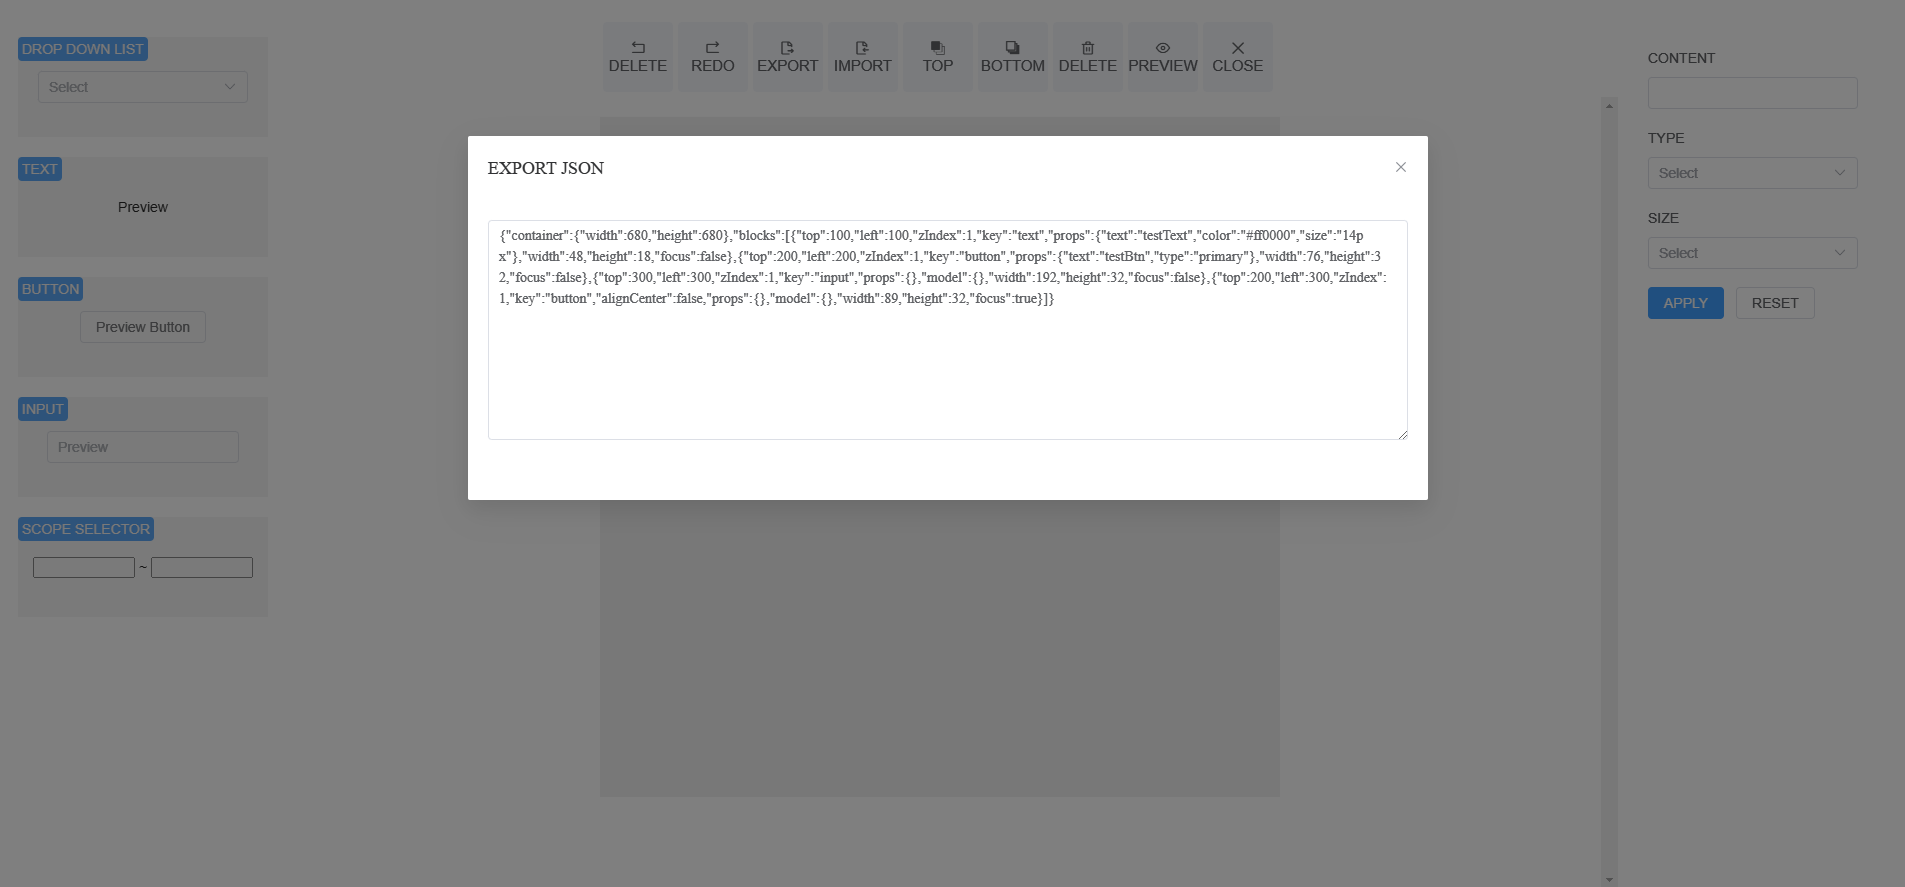 DROP DOWN LIST
Select
TEXT
Preview
BUTTON
Preview Button
INPUT
Preview
SCOPE SELECTOR
~
DELETE REDO EXPORT IMPORT TOP BOTTOM DELETE PREVIEW CLOSE
EXPORT JSON
{"container":{"width":680,"height":680},"blocks":[{"top":100,"left":100,"zIndex":1,"key":"text","props":{"text":"testText","color":"#ff0000","size":"14p
x"},"width":48,"height":18,"focus":false},{"top":200,"left":200,"zIndex":1,"key":"button","props":{"text":"testBtn","type":"primary"},"width":76,"height":3
2,"focus":false},{"top":300,"left":300,"zIndex":1,"key":"input","props":{},"model":{},"width":192,"height":32,"focus":false},{"top":200,"left":300,"zIndex":
1,"key":"button","alignCenter":false,"props":{},"model":{},"width":89,"height":32,"focus":true}]}
CONTENT
TYPE
Select
SIZE
Select
APPLY RESET